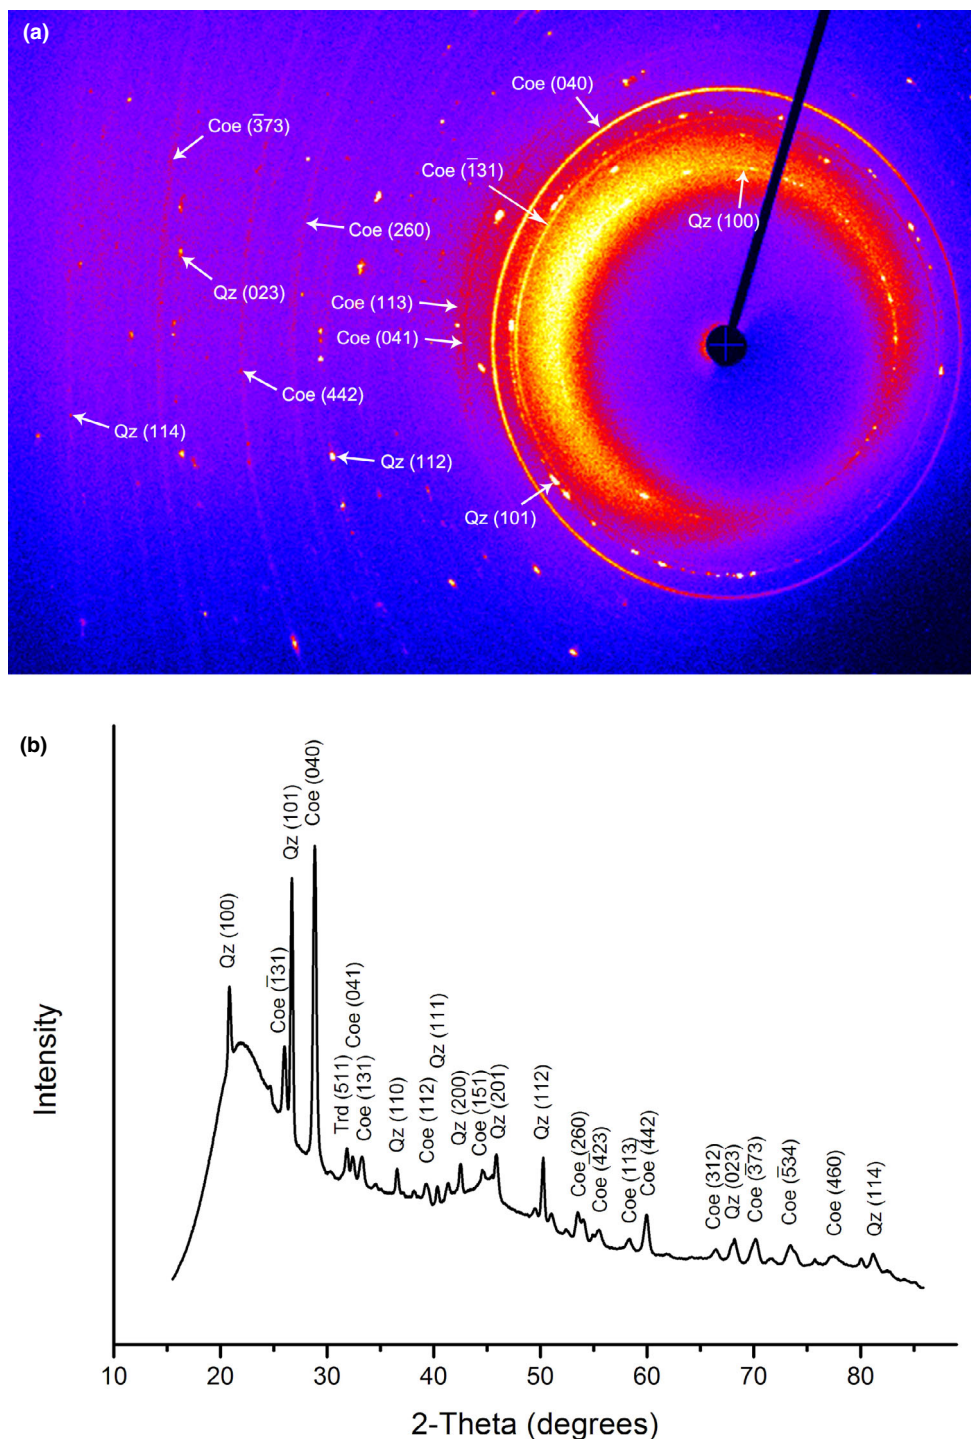 (a)
Coe (040)
Coe (1̅31)
Qz (100)
Coe (3̅73)
Coe (260)
Qz (023)
Coe (113)
Coe (041)
Coe (442)
Qz (114)
Qz (112)
Qz (101)
(b)
Intensity
Qz (100)
Coe (1̅31)
Qz (101)
Coe (040)
Trd (511)
Coe (041)
Coe (131)
Qz (110)
Coe (112)
Qz (111)
Qz (200)
Coe (151)
Qz (201)
Qz (112)
Coe (260)
Coe (4̅23)
Coe (113)
Coe (442)
Coe (312)
Qz (023)
Coe (3̅73)
Coe (5̅34)
Coe (460)
Qz (114)
10 20 30 40 50 60 70 80
2-Theta (degrees)